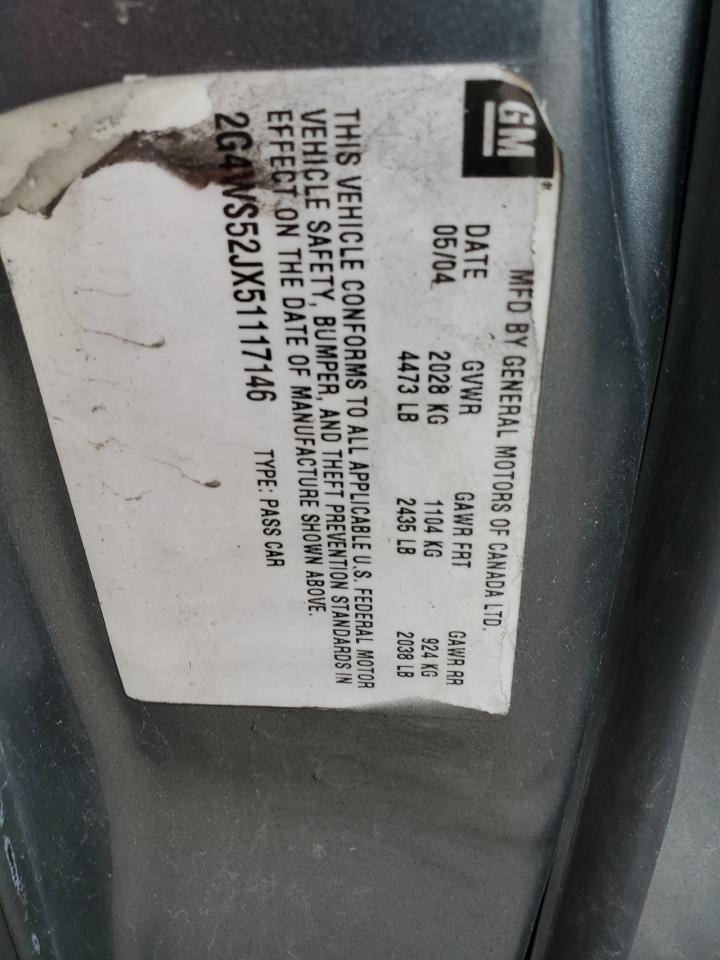 GM
®
MFD BY GENERAL MOTORS OF CANADA LTD.
DATE GVWR GAWR FRT GAWR RR
05/04 2028 KG 1104 KG 924 KG
4473 LB 2435 LB 2038 LB
THIS VEHICLE CONFORMS TO ALL APPLICABLE U.S. FEDERAL MOTOR
VEHICLE SAFETY, BUMPER, AND THEFT PREVENTION STANDARDS IN
EFFECT ON THE DATE OF MANUFACTURE SHOWN ABOVE.
2G4WS52JX51117146 TYPE: PASS CAR